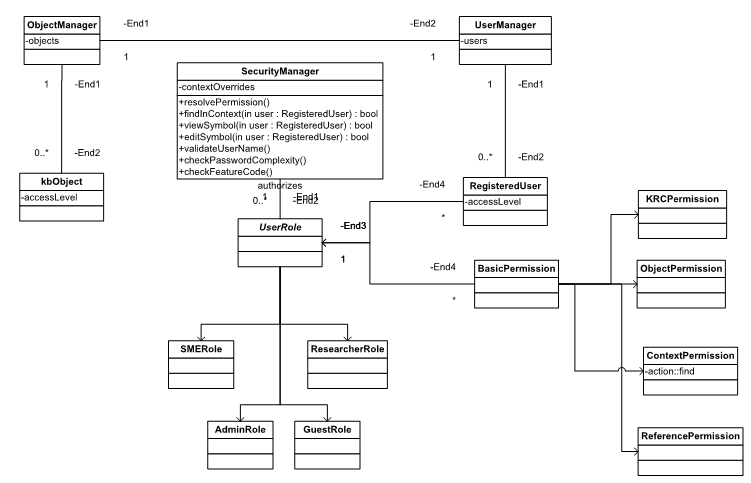 ObjectManager
-objects
-End1
1
-End2
1
UserManager
-users
1
-End1
0..*
-End2
kbObject
-accessLevel
SecurityManager
-contextOverrides
+resolvePermission()
+findInContext(in user : RegisteredUser) : bool
+viewSymbol(in user : RegisteredUser) : bool
+editSymbol(in user : RegisteredUser) : bool
+validateUserName()
+checkPasswordComplexity()
+checkFeatureCode()
authorizes
1
-End1
0..*
-End2
1
-End1
0..*
-End2
RegisteredUser
-accessLevel
-End4
*
UserRole
-End3
1
-End4
*
BasicPermission
KRCPermission
ObjectPermission
ContextPermission
-action::find
ReferencePermission
SMERole
ResearcherRole
AdminRole
GuestRole